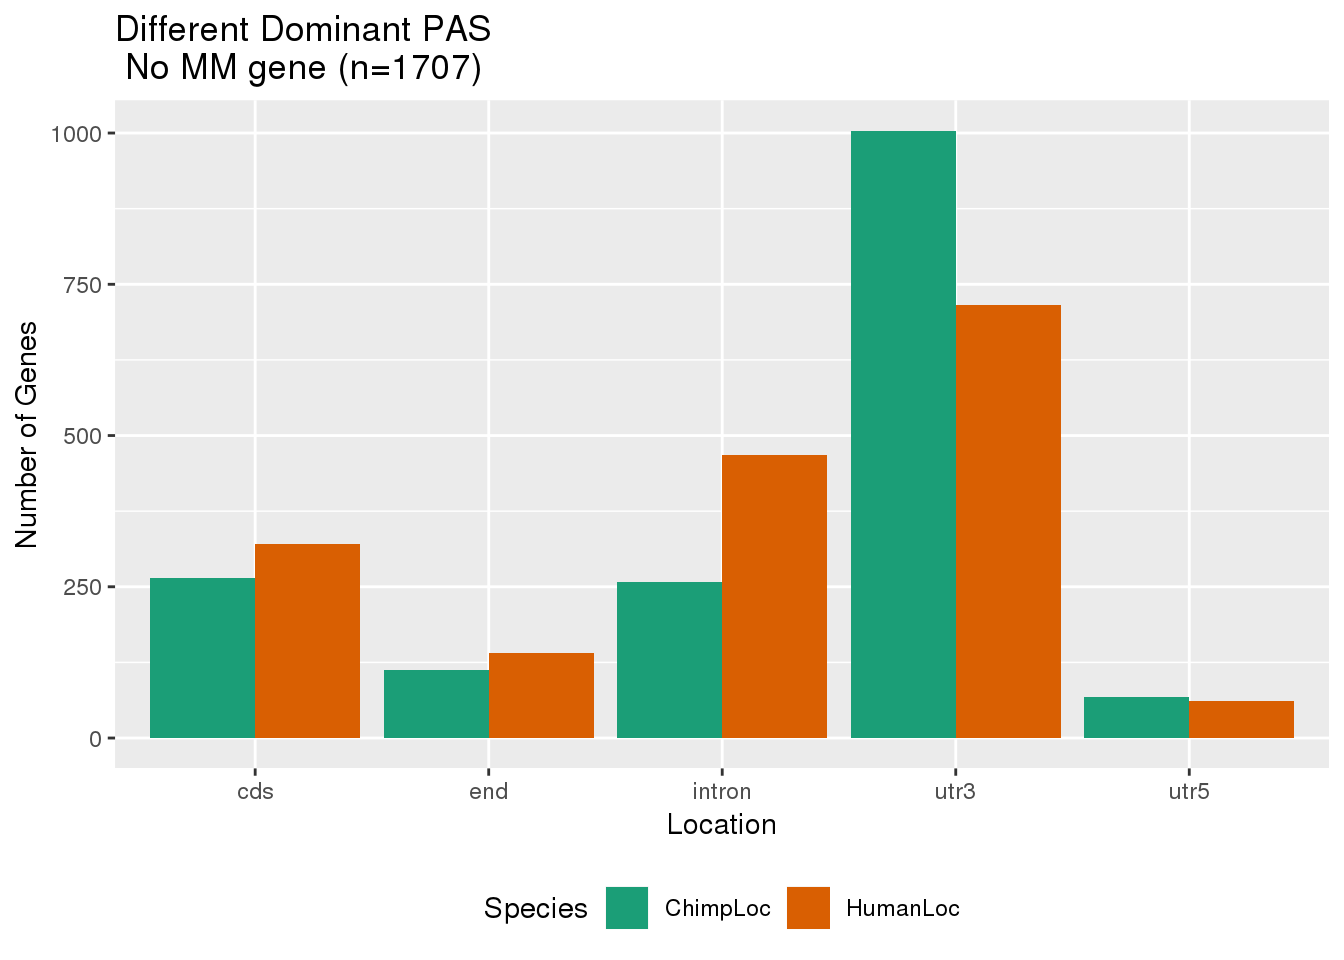 Different Dominant PAS
No MM gene (n=1707)
Number of Genes
1000
750
500
250
0
cds end intron utr3 utr5
Location
Species ChimpLoc HumanLoc